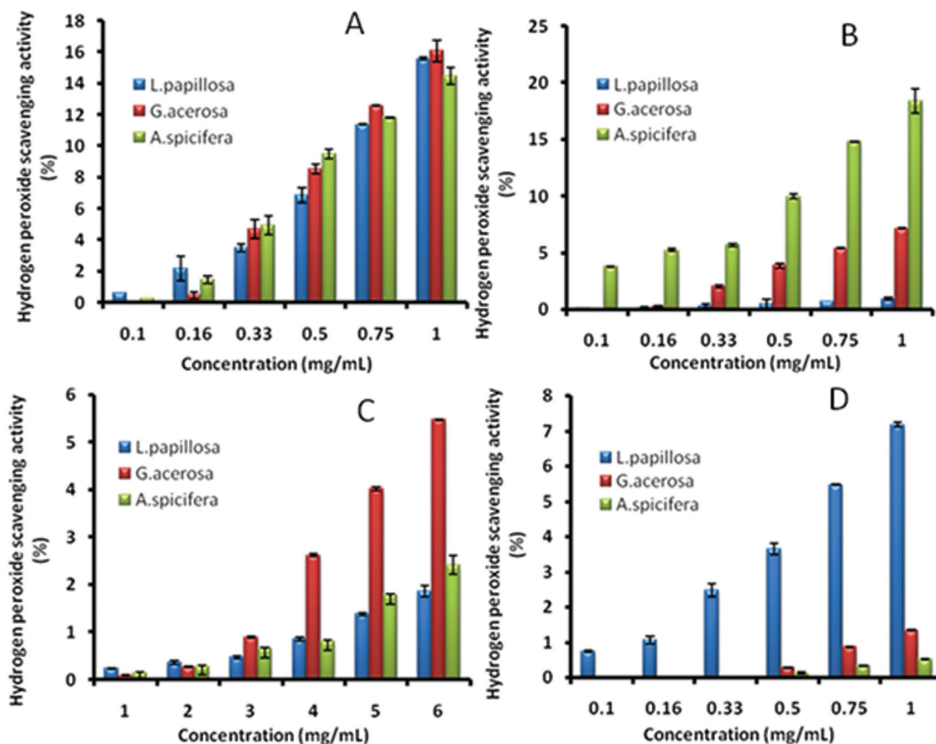 A
Hydrogen peroxide scavenging activity
(%)
18
16
14
12
10
8
6
4
2
0
L.papillosa
G.acerosa
A.spicifera
0.1 0.16 0.33 0.5 0.75 1
Concentration (mg/mL)
B
Hydrogen peroxide scavenging activity
(%)
25
20
15
10
5
0
L.papillosa
G.acerosa
A.spicifera
0.1 0.16 0.33 0.5 0.75 1
Concentration (mg/mL)
C
Hydrogen peroxide scavenging activity
(%)
6
5
4
3
2
1
0
L.papillosa
G.acerosa
A.spicifera
1 2 3 4 5 6
Concentration (mg/mL)
D
Hydrogen peroxide scavenging activity
(%)
8
7
6
5
4
3
2
1
0
L.papillosa
G.acerosa
A.spicifera
0.1 0.16 0.33 0.5 0.75 1
Concentration (mg/mL)